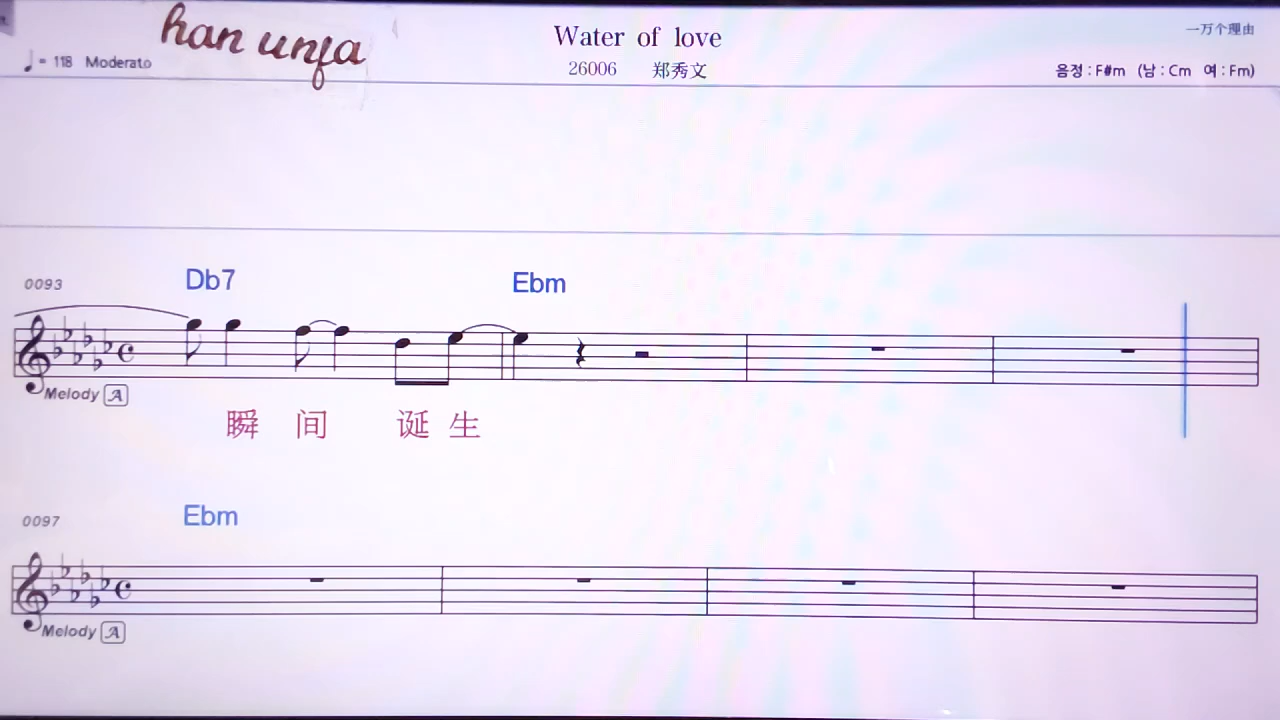 han unfa
Water of love
一万个理由
♩= 118 Moderato
26006 郑秀文
음정 : F#m (남 : Cm 여 : Fm)
0093 Db7 Ebm
Melody A
瞬 间 诞 生
0097 Ebm
Melody A